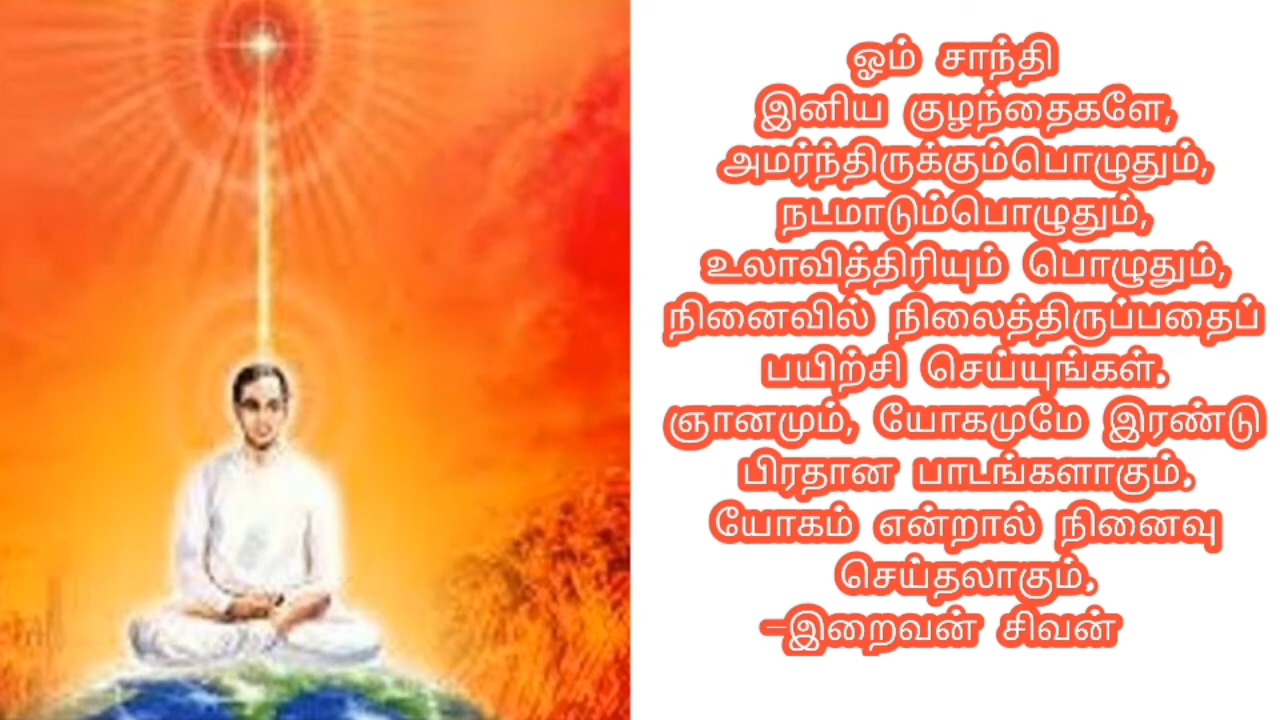 ஓம் சாந்தி
இனிய குழந்தைகளே,
அமர்ந்திருக்கும்பொழுதும்,
நடமாடும்பொழுதும்,
உலாவித்திரியும் பொழுதும்,
நினைவில் நிலைத்திருப்பதைப்
பயிற்சி செய்யுங்கள்.
ஞானமும், யோகமுமே இரண்டு
பிரதான பாடங்களாகும்.
யோகம் என்றால் நினைவு
செய்தலாகும்.
-இறைவன் சிவன்